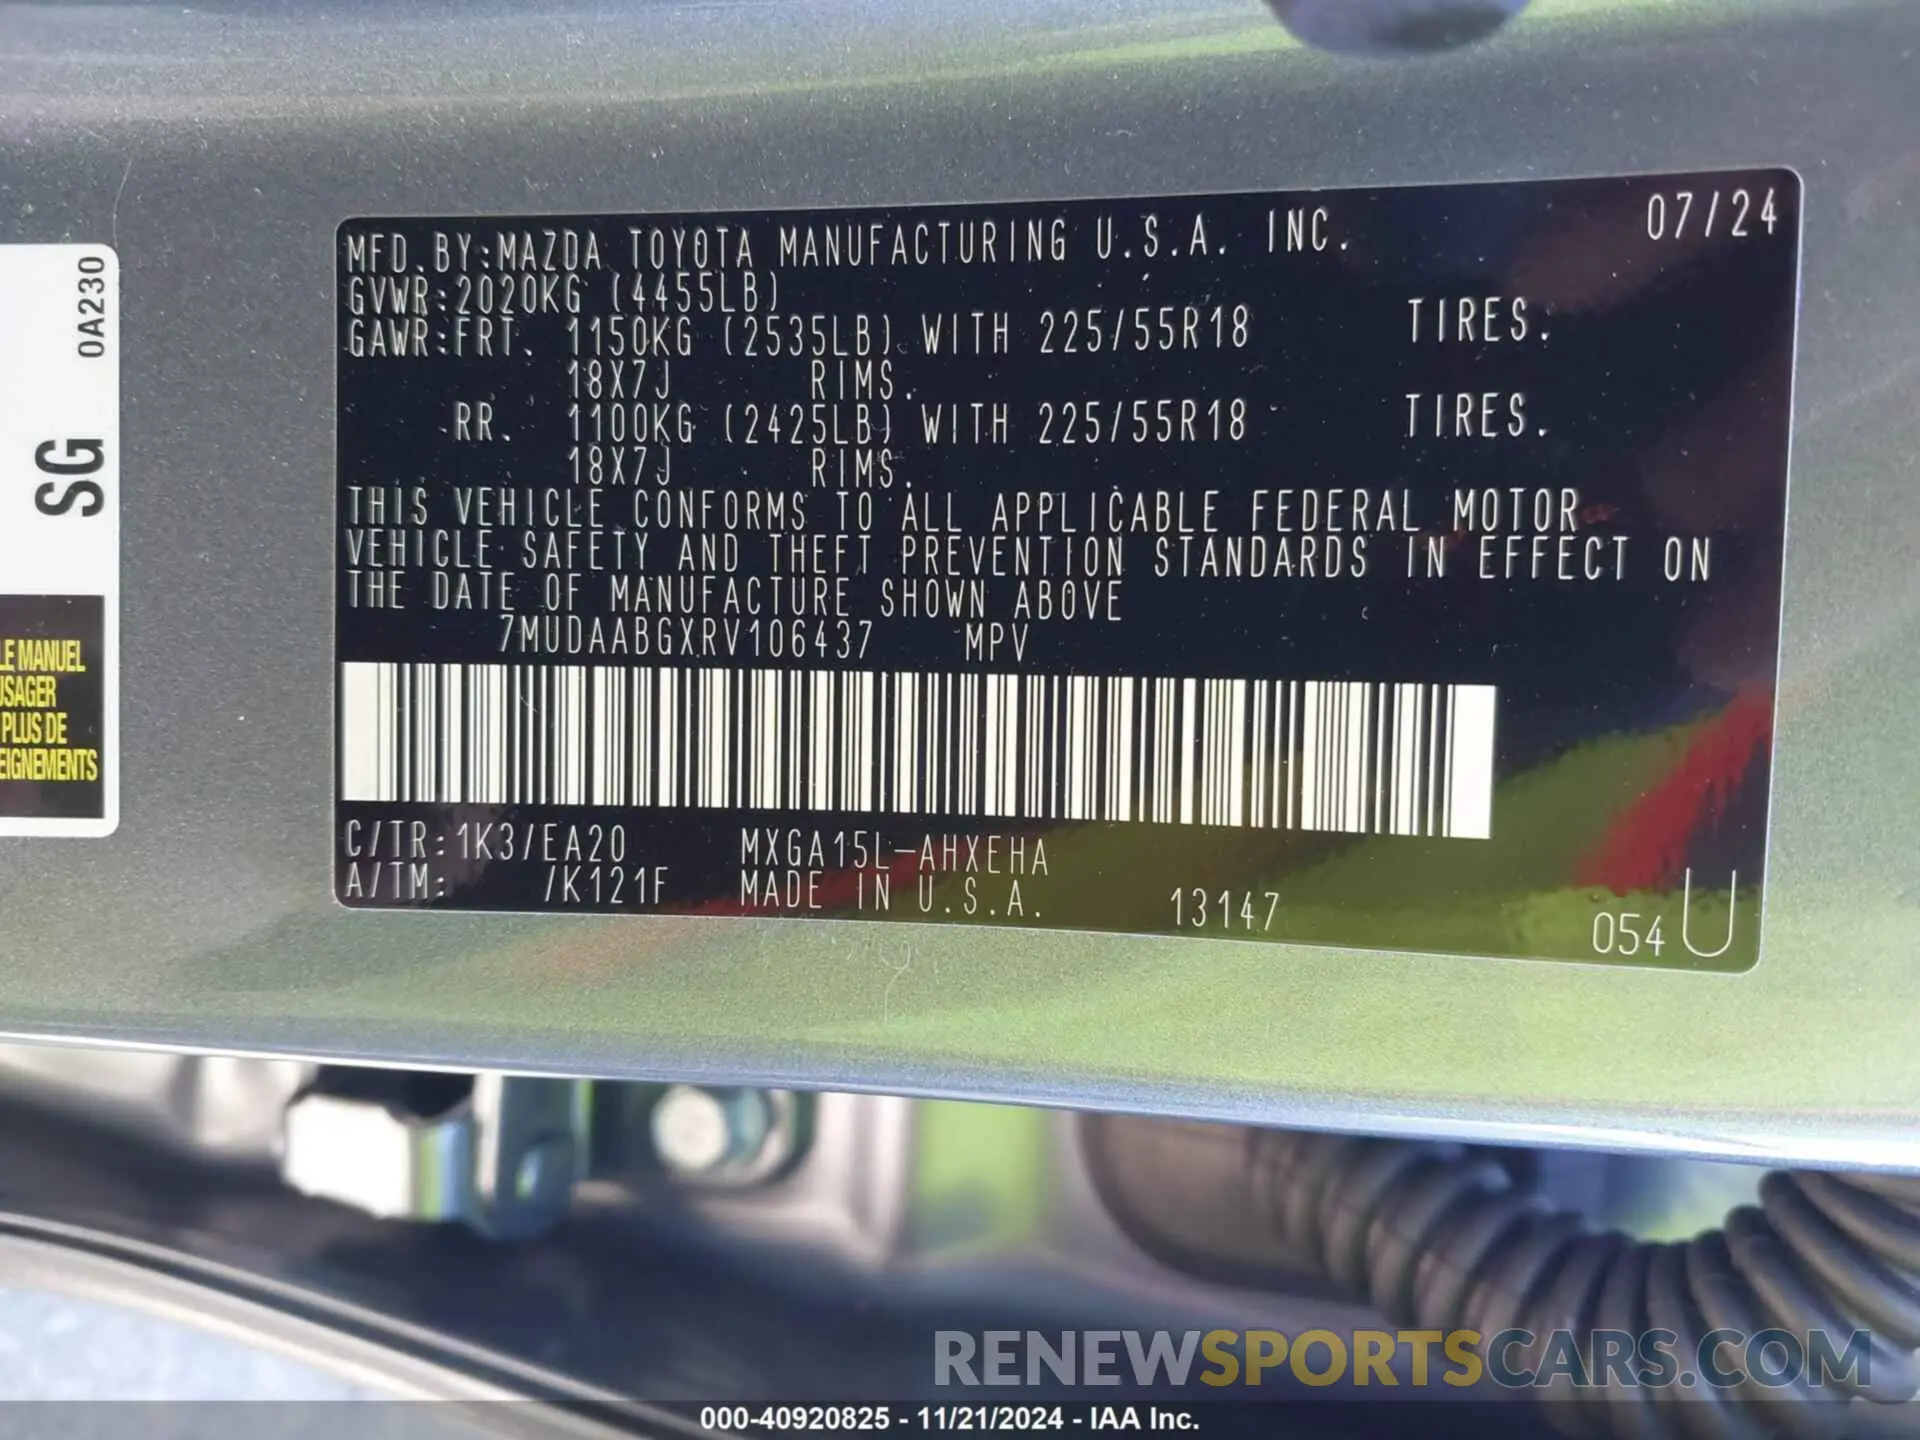 0A230
SG
LE MANUEL
USAGER
PLUS DE
EIGNEMENTS
MFD. BY:MAZDA TOYOTA MANUFACTURING U.S.A. INC. 07/24
GVWR:2020KG (4455LB)
GAWR:FRT. 1150KG (2535LB) WITH 225/55R18 TIRES.
18X7J RIMS.
RR. 1100KG (2425LB) WITH 225/55R18 TIRES.
18X7J RIMS.
THIS VEHICLE CONFORMS TO ALL APPLICABLE FEDERAL MOTOR
VEHICLE SAFETY AND THEFT PREVENTION STANDARDS IN EFFECT ON
THE DATE OF MANUFACTURE SHOWN ABOVE
7MUDAABGXRV106437 MPV
C/TR:1K3/EA20 MXGA15L-AHXEHA
A/TM: /K121F MADE IN U.S.A. 13147 054 U
RENEWSPORTSCARS.COM
000-40920825 - 11/21/2024 - IAA Inc.